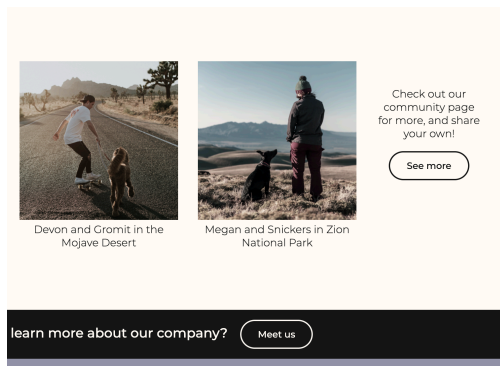 Devon and Gromit in the
Mojave Desert
Megan and Snickers in Zion
National Park
Check out our
community page
for more, and share
your own!
See more
learn more about our company?
Meet us